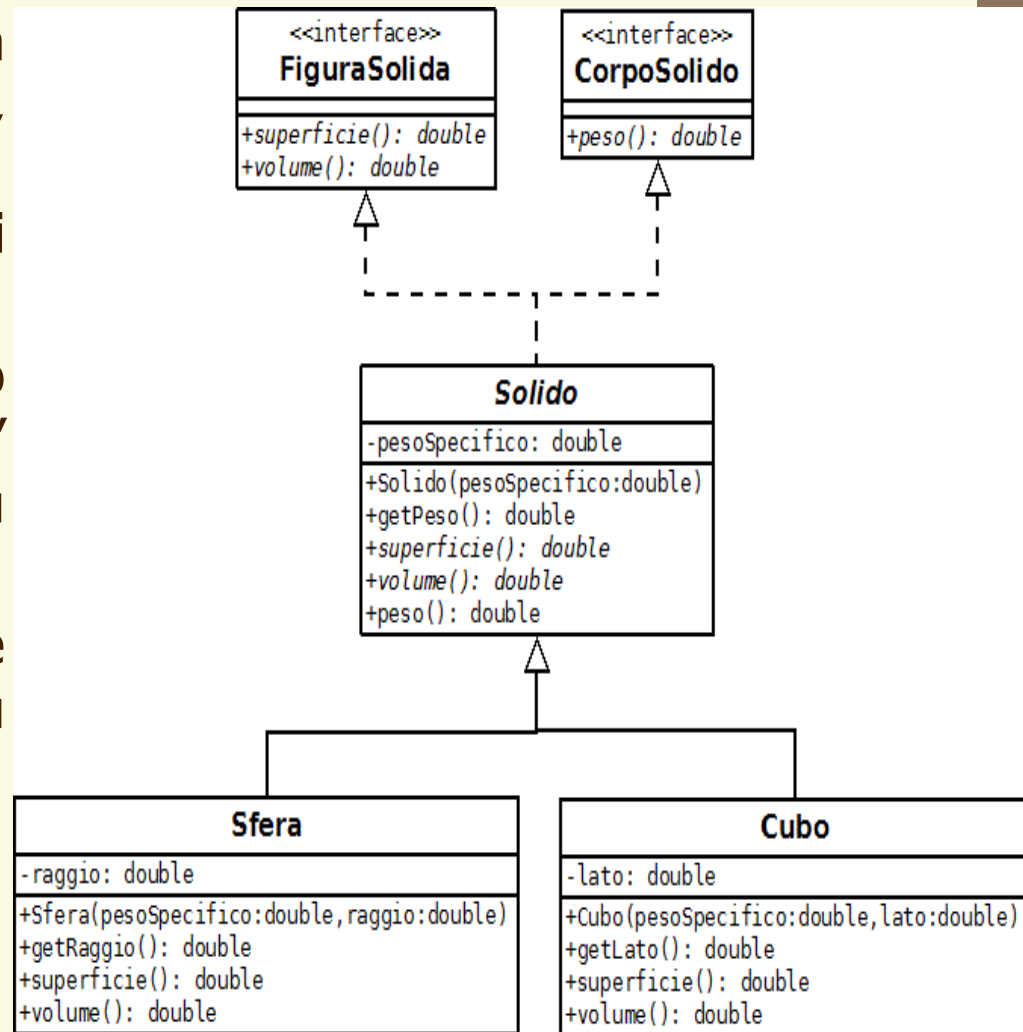 <<interface>>
FiguraSolida
+superficie(): double
+volume(): double
<<interface>>
CorpoSolido
+peso(): double
Solido
-pesoSpecifico: double
+Solido(pesoSpecifico:double)
+getPeso(): double
+superficie(): double
+volume(): double
+peso(): double
Sfera
-raggio: double
+Sfera(pesoSpecifico:double,raggio:double)
+getRaggio(): double
+superficie(): double
+volume(): double
Cubo
-lato: double
+Cubo(pesoSpecifico:double,lato:double)
+getLato(): double
+superficie(): double
+volume(): double